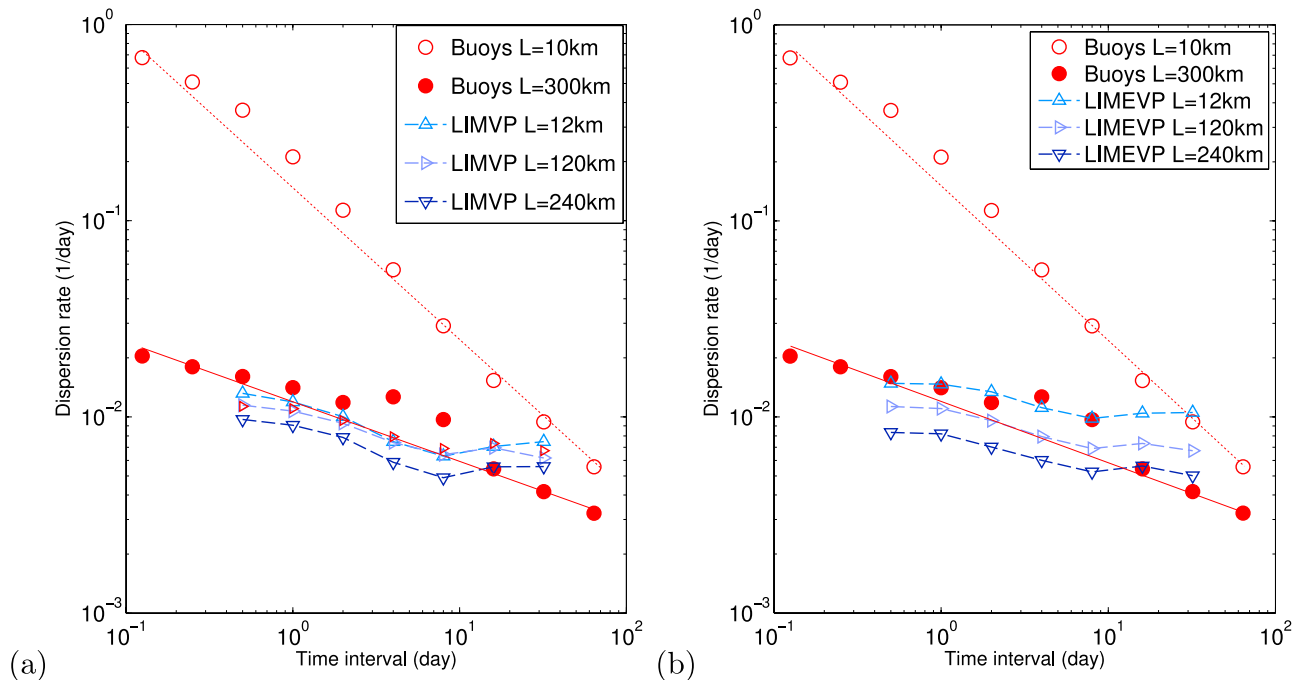 10^0
10^-1
10^-2
10^-3
Dispersion rate (1/day)
Buoys L=10km
Buoys L=300km
LIMVP L=12km
LIMVP L=120km
LIMVP L=240km
10^-1 10^0 10^1 10^2
Time interval (day)
(a)
10^0
10^-1
10^-2
10^-3
Dispersion rate (1/day)
Buoys L=10km
Buoys L=300km
LIMEVP L=12km
LIMEVP L=120km
LIMEVP L=240km
10^-1 10^0 10^1 10^2
Time interval (day)
(b)